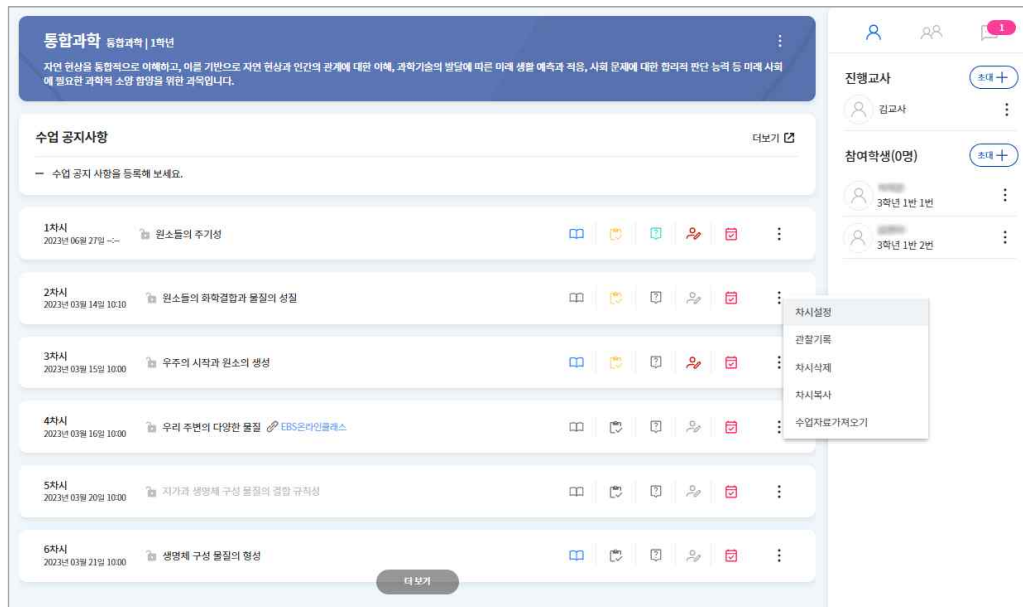 통합과학 통합과학 | 1학년
자연 현상을 통합적으로 이해하고, 이를 기반으로 자연 현상과 인간의 관계에 대한 이해, 과학기술의 발달에 따른 미래 생활 예측과 적응, 사회 문제에 대한 합리적 판단 능력 등 미래 사회
에 필요한 과학적 소양 함양을 위한 과목입니다.
수업 공지사항
더보기
수업 공지 사항을 등록해 보세요.
1차시
2023년 06월 27일 --:--
원소들의 주기성
2차시
2023년 03월 14일 10:10
원소들의 화학결합과 물질의 성질
3차시
2023년 03월 15일 10:00
우주의 시작과 원소의 생성
4차시
2023년 03월 16일 10:00
우리 주변의 다양한 물질 EBS온라인클래스
5차시
2023년 03월 20일 10:00
지각과 생명체 구성 물질의 결합 규칙성
6차시
2023년 03월 21일 10:00
생명체 구성 물질의 형성
더 보기
차시설정
관찰기록
차시삭제
차시복사
수업자료가져오기
1
진행교사
초대
김교사
참여학생(0명)
초대
3학년 1반 1번
3학년 1반 2번